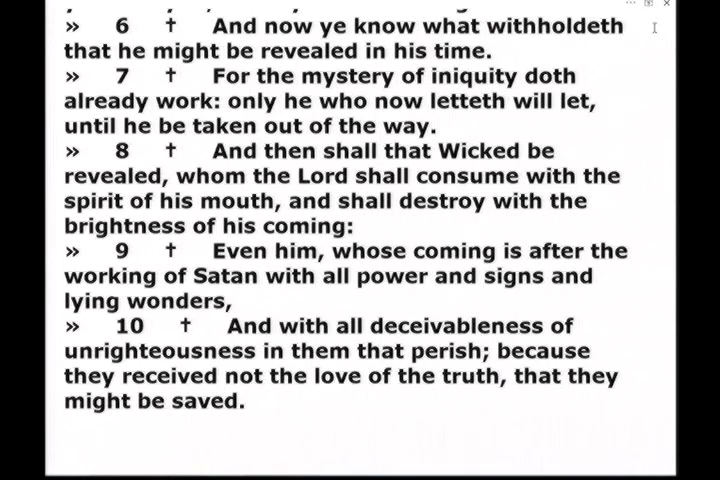 » 6 ✝ And now ye know what withholdeth
that he might be revealed in his time.
» 7 ✝ For the mystery of iniquity doth
already work: only he who now letteth will let,
until he be taken out of the way.
» 8 ✝ And then shall that Wicked be
revealed, whom the Lord shall consume with the
spirit of his mouth, and shall destroy with the
brightness of his coming:
» 9 ✝ Even him, whose coming is after the
working of Satan with all power and signs and
lying wonders,
» 10 ✝ And with all deceivableness of
unrighteousness in them that perish; because
they received not the love of the truth, that they
might be saved.